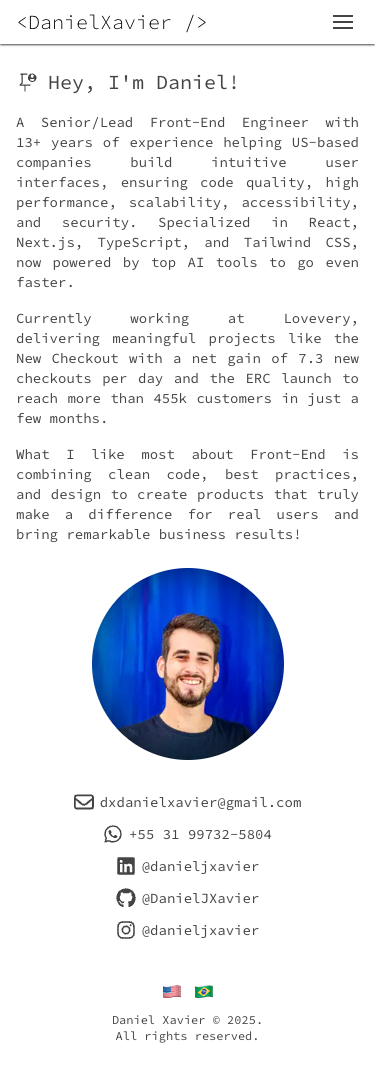 <DanielXavier />
Hey, I'm Daniel!
A Senior/Lead Front-End Engineer with
13+ years of experience helping US-based
companies build intuitive user
interfaces, ensuring code quality, high
performance, scalability, accessibility,
and security. Specialized in React,
Next.js, TypeScript, and Tailwind CSS,
now powered by top AI tools to go even
faster.
Currently working at Lovevery,
delivering meaningful projects like the
New Checkout with a net gain of 7.3 new
checkouts per day and the ERC launch to
reach more than 455k customers in just a
few months.
What I like most about Front-End is
combining clean code, best practices,
and design to create products that truly
make a difference for real users and
bring remarkable business results!
dxdanielxavier@gmail.com
+55 31 99732-5804
@danieljxavier
@DanielJXavier
@danieljxavier
Daniel Xavier © 2025.
All rights reserved.